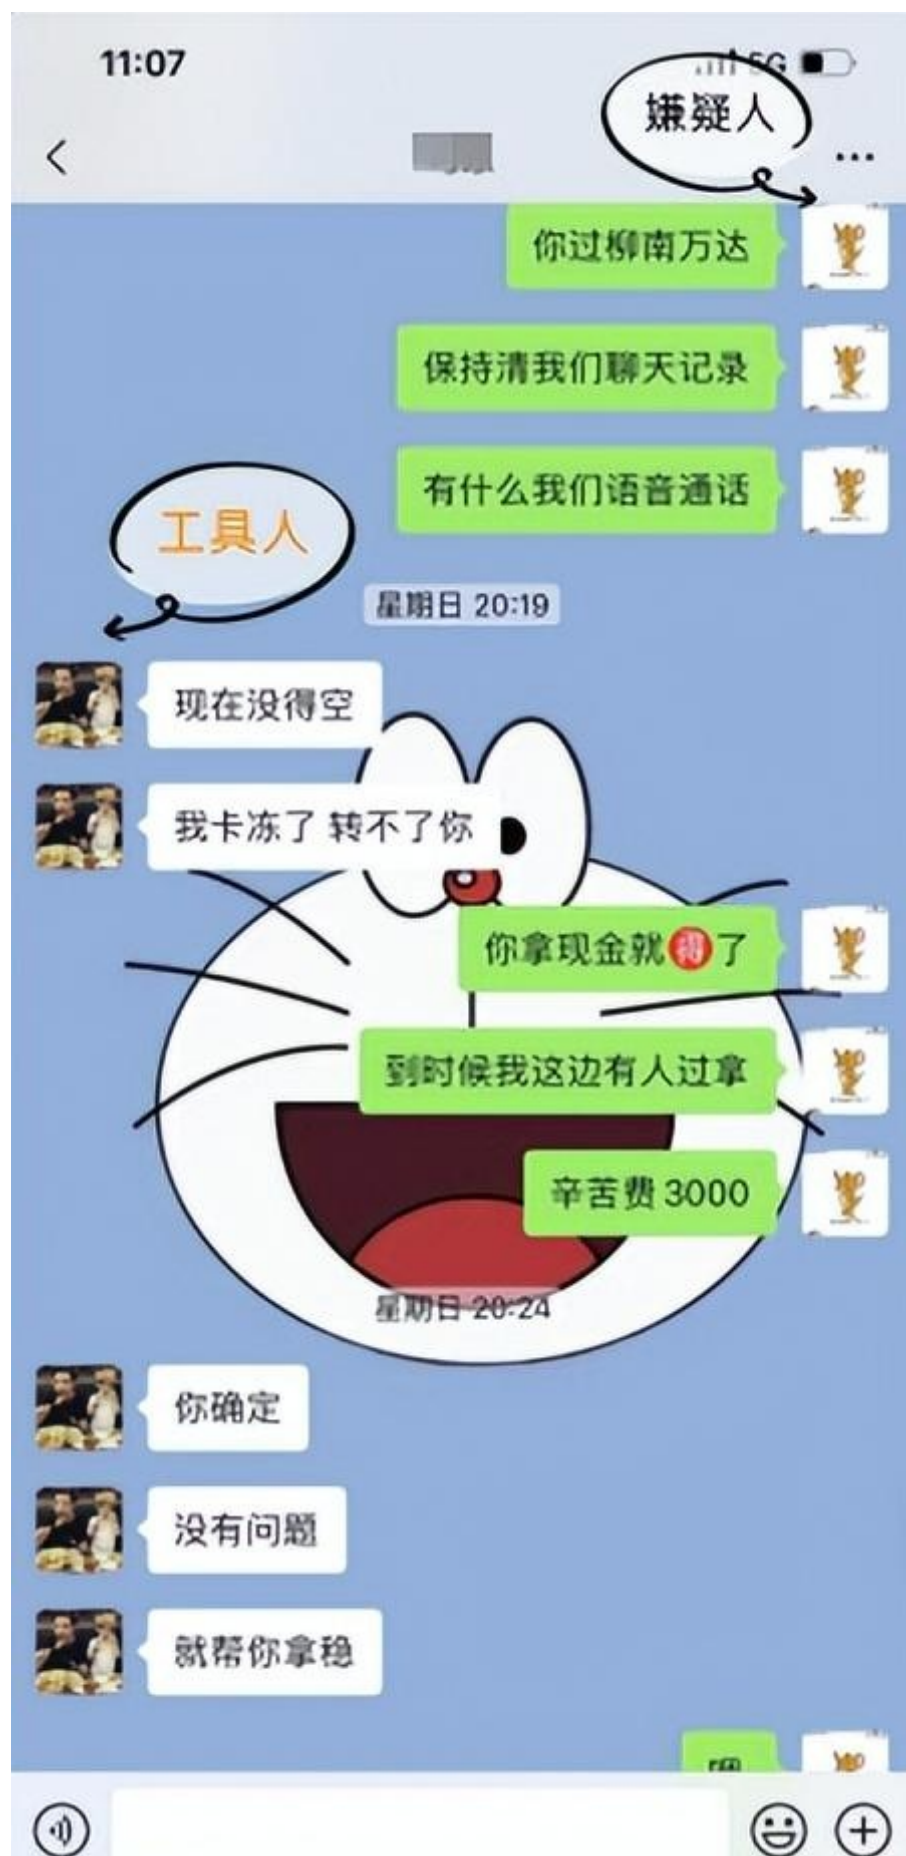 11:07
5G
嫌疑人
你过柳南万达
保持清我们聊天记录
有什么我们语音通话
工具人
星期日 20:19
现在没得空
我卡冻了 转不了你
你拿现金就得了
到时候我这边有人过拿
辛苦费 3000
星期日 20:24
你确定
没有问题
就帮你拿稳